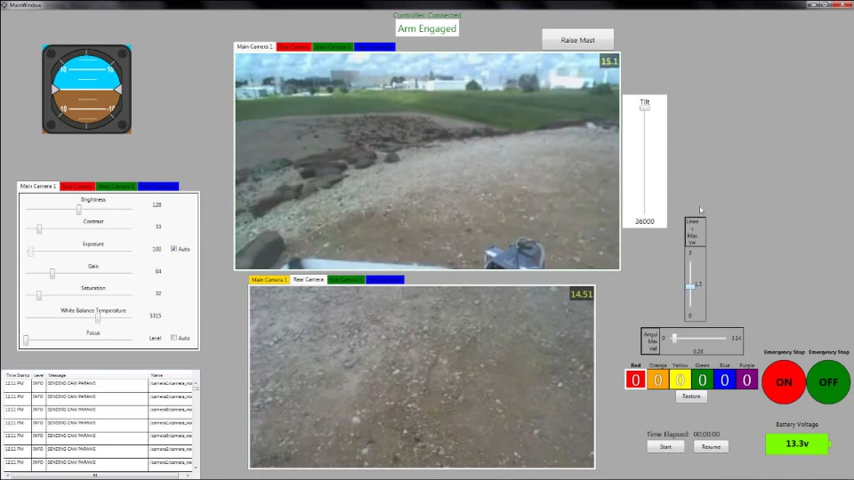 MainWindow
Controller: Connected
Arm Engaged
Raise Mast
Main Camera 1
15.1
Tilt
36000
10 10
-10 -10
Main Camera 1
Brightness
128
Contrast
32
Exposure
100
Auto
Gain
64
Saturation
32
White Balance Temperature
5315
Focus
Level
Auto
Main Camera 1
Rear Camera
14.51
Max
Vel
3
0
Max
Vel
0
3.14
0.24
Red
Orange
Yellow
Green
Blue
Purple
0 0 0 0 0 0
Restore
Emergency Stop
Emergency Stop
ON
OFF
Time Elapsed: 00:00:00
Start
Resume
Battery Voltage
13.3v
Time Stamp Level Message Name
12:11 PM INFO SENDING CAM PARAMS
12:11 PM INFO SENDING CAM PARAMS
12:11 PM INFO SENDING CAM PARAMS
12:11 PM INFO SENDING CAM PARAMS
12:11 PM INFO SENDING CAM PARAMS
12:11 PM INFO SENDING CAM PARAMS
12:11 PM INFO SENDING CAM PARAMS